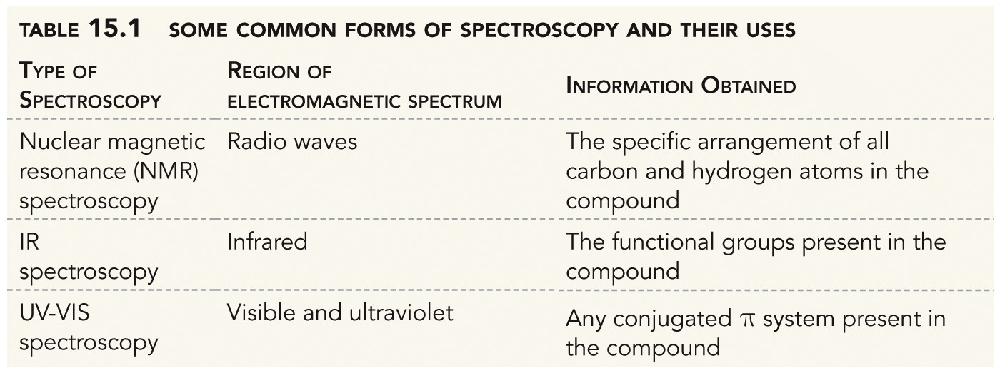 TABLE 15.1 SOME COMMON FORMS OF SPECTROSCOPY AND THEIR USES
TYPE OF
SPECTROSCOPY
REGION OF
ELECTROMAGNETIC SPECTRUM
INFORMATION OBTAINED
Nuclear magnetic
resonance (NMR)
spectroscopy
Radio waves
The specific arrangement of all
carbon and hydrogen atoms in the
compound
IR
spectroscopy
Infrared
The functional groups present in the
compound
UV-VIS
spectroscopy
Visible and ultraviolet
Any conjugated π system present in
the compound